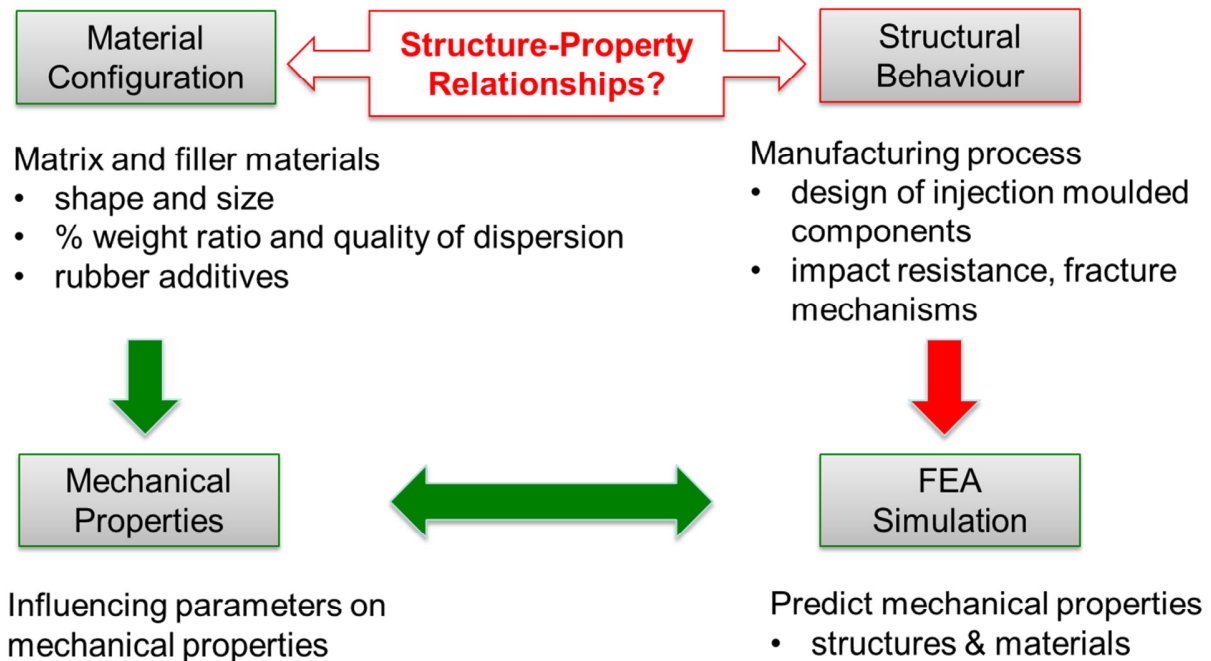 Material
Configuration
Structure-Property
Relationships?
Structural
Behaviour
Matrix and filler materials
• shape and size
• % weight ratio and quality of dispersion
• rubber additives
Manufacturing process
• design of injection moulded
components
• impact resistance, fracture
mechanisms
Mechanical
Properties
FEA
Simulation
Influencing parameters on
mechanical properties
Predict mechanical properties
• structures & materials